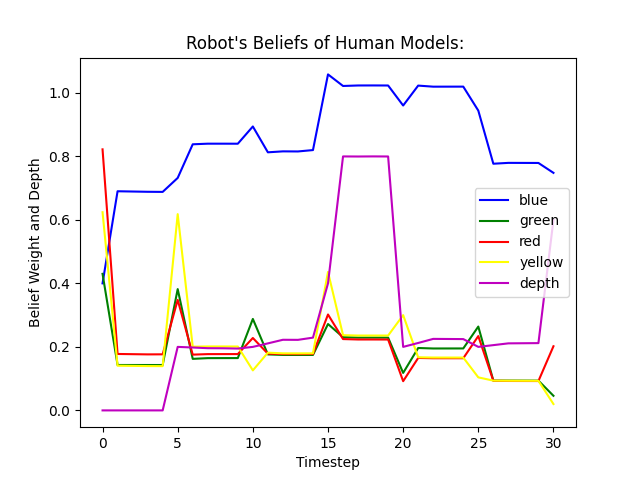 Robot's Beliefs of Human Models:
Belief Weight and Depth
1.0
0.8
0.6
0.4
0.2
0.0
blue
green
red
yellow
depth
0 5 10 15 20 25 30
Timestep